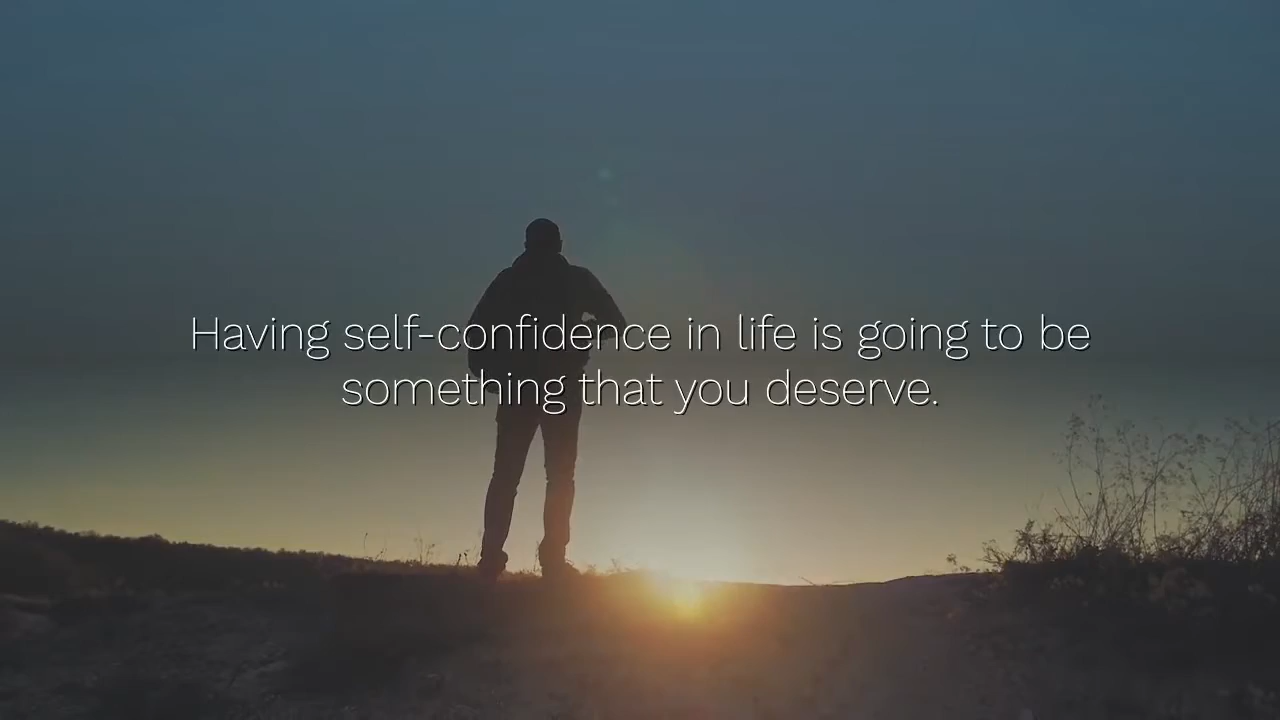 Having self-confidence in life is going to be
something that you deserve.